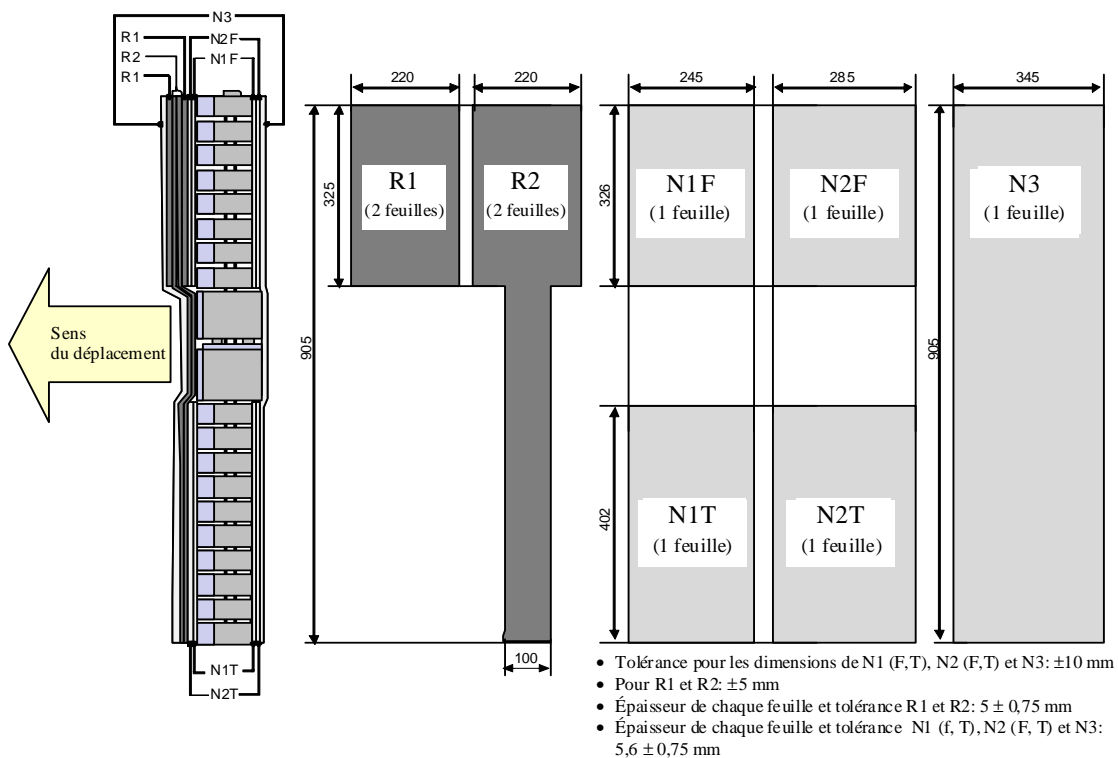 N3
R1
N2F
R2
N1F
R1
Sens
du déplacement
N1T
N2T
220
220
245
285
345
325
905
R1
(2 feuilles)
R2
(2 feuilles)
100
326
N1F
(1 feuille)
N2F
(1 feuille)
N3
(1 feuille)
905
402
N1T
(1 feuille)
N2T
(1 feuille)
• Tolérance pour les dimensions de N1 (F,T), N2 (F,T) et N3: ±10 mm
• Pour R1 et R2: ±5 mm
• Épaisseur de chaque feuille et tolérance R1 et R2: 5 ± 0,75 mm
• Épaisseur de chaque feuille et tolérance N1 (f, T), N2 (F, T) et N3:
5,6 ± 0,75 mm